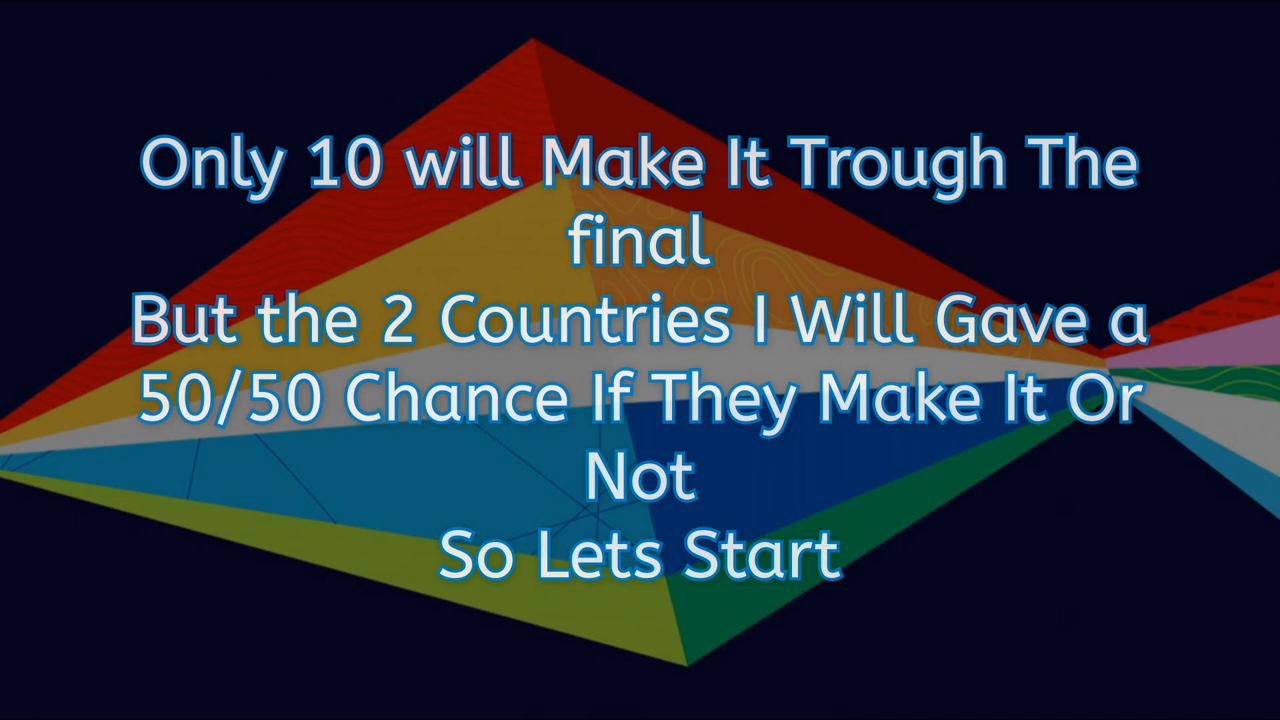 Only 10 will Make It Trough The
final
But the 2 Countries I Will Gave a
50/50 Chance If They Make It Or
Not
So Lets Start